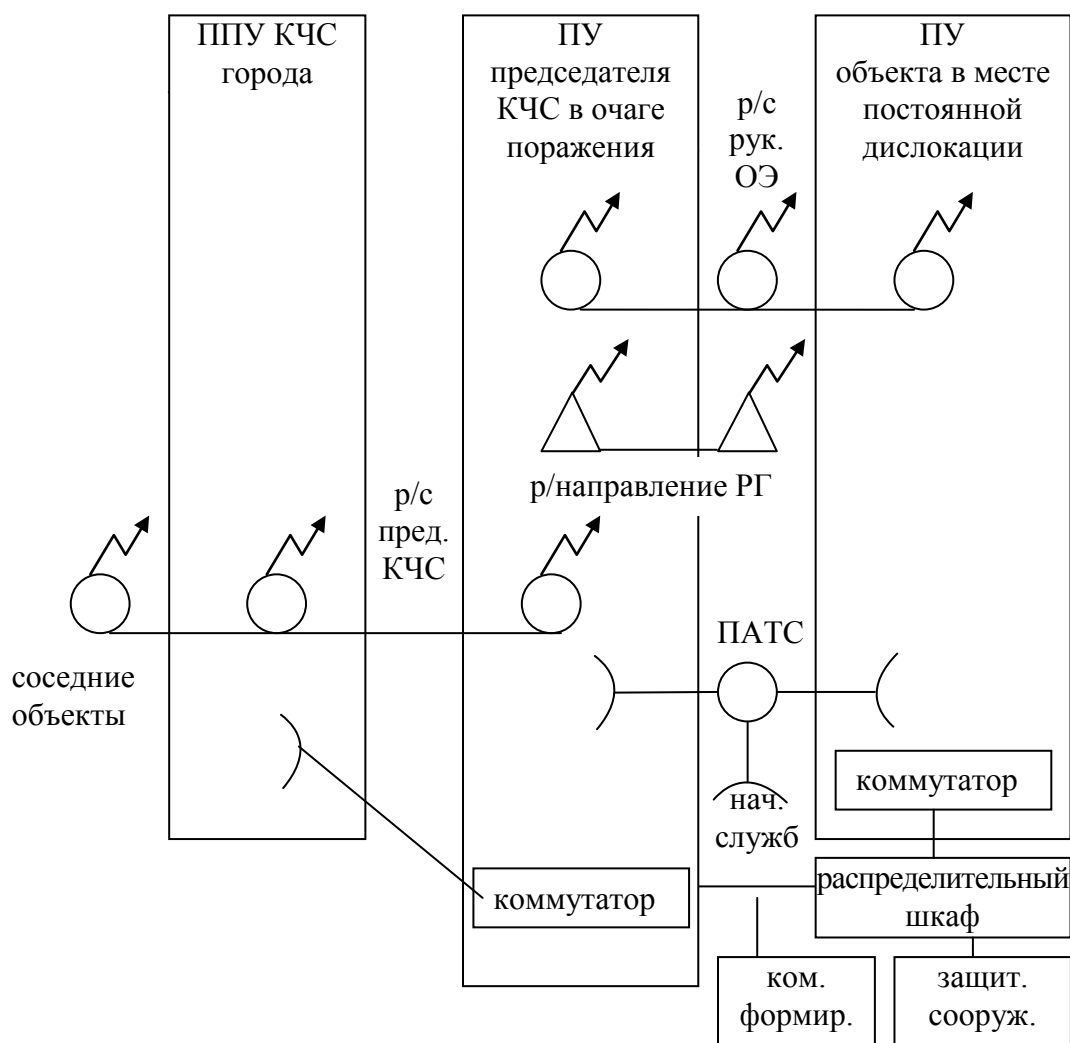 ППУ КЧС
города
ПУ
председателя
КЧС в очаге
поражения
р/с
рук.
ОЭ
ПУ
объекта в месте
постоянной
дислокации
р/направление РГ
р/с
пред.
КЧС
соседние
объекты
ПАТС
нач.
служб
коммутатор
коммутатор
распределительный
шкаф
ком.
формир.
защит.
сооруж.